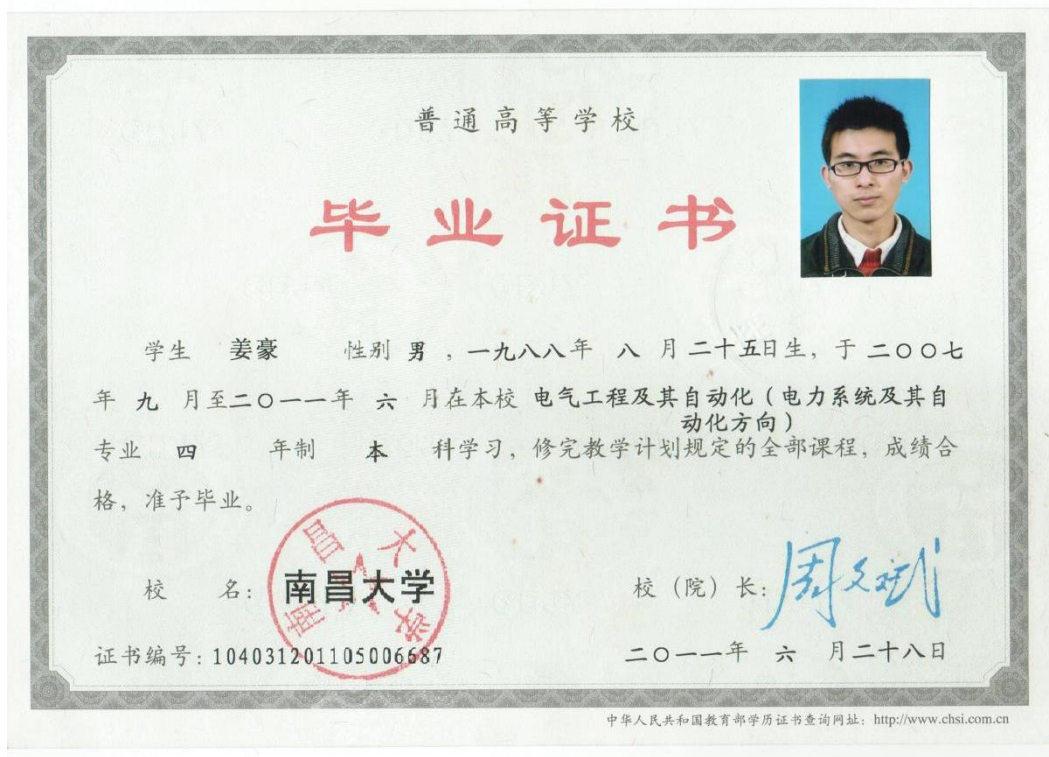 普通高等学校
毕业证书
学生 姜豪 性别 男，一九八八年 八 月二十五日生，于二〇〇七
年 九 月至二〇一一年 六 月在本校 电气工程及其自动化（电力系统及其自
动化方向）
专业 四 年制 本 科学习，修完教学计划规定的全部课程，成绩合
格，准予毕业。
南昌大学
校 名：南昌大学 校（院）长：周文斌
证书编号：104031201105006687 二〇一一年 六 月二十八日
中华人民共和国教育部学历证书查询网址：http://www.chsi.com.cn